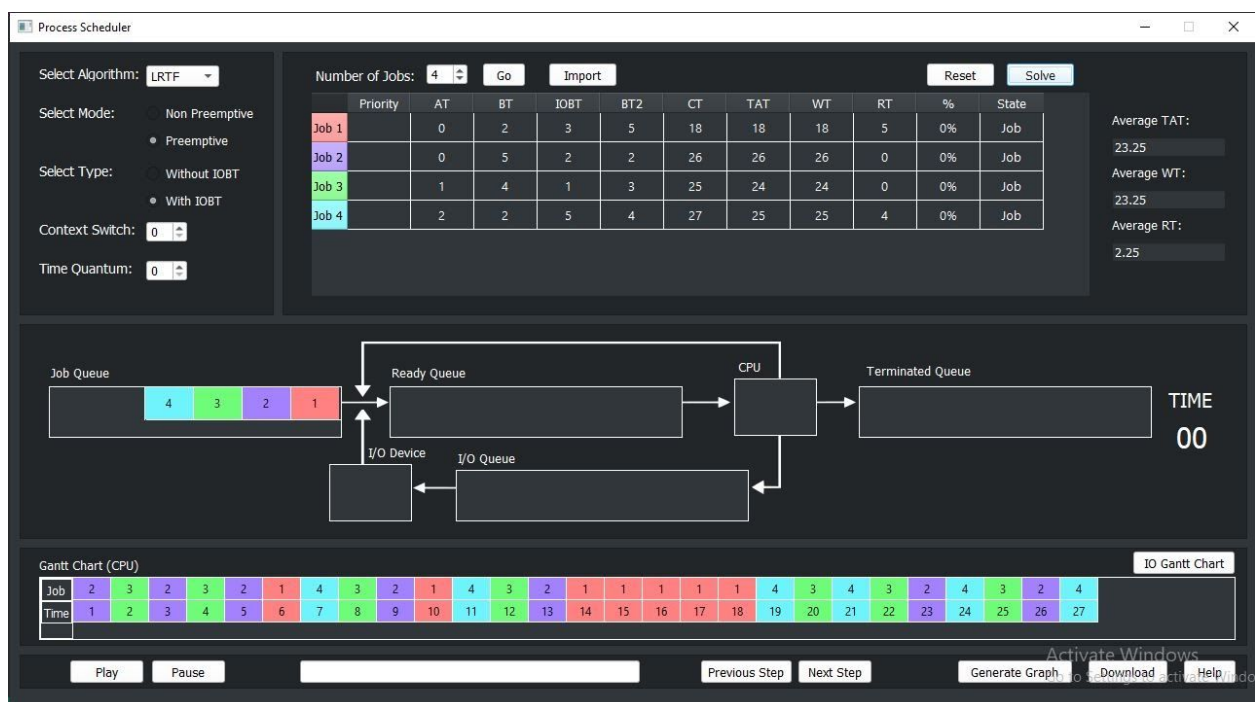 Process Scheduler
Select Algorithm: LRTF
Select Mode: Non Preemptive
Preemptive
Select Type: Without IOBT
With IOBT
Context Switch: 0
Time Quantum: 0
Number of Jobs: 4 Go Import Reset Solve
Priority AT BT IOBT BT2 CT TAT WT RT % State
Job 1 0 2 3 5 18 18 18 5 0% Job
Job 2 0 5 2 2 26 26 26 0 0% Job
Job 3 1 4 1 3 25 24 24 0 0% Job
Job 4 2 2 5 4 27 25 25 4 0% Job
Average TAT:
23.25
Average WT:
23.25
Average RT:
2.25
Job Queue
4 3 2 1
Ready Queue
CPU
Terminated Queue
TIME
00
I/O Device
I/O Queue
Gantt Chart (CPU)
IO Gantt Chart
Job 2 3 2 3 2 1 4 3 2 1 4 3 2 1 1 1 1 1 4 3 4 3 2 4 3 2 4
Time 1 2 3 4 5 6 7 8 9 10 11 12 13 14 15 16 17 18 19 20 21 22 23 24 25 26 27
Play Pause Previous Step Next Step Generate Graph Download Help
Activate Windows
Go to Settings to activate Windo